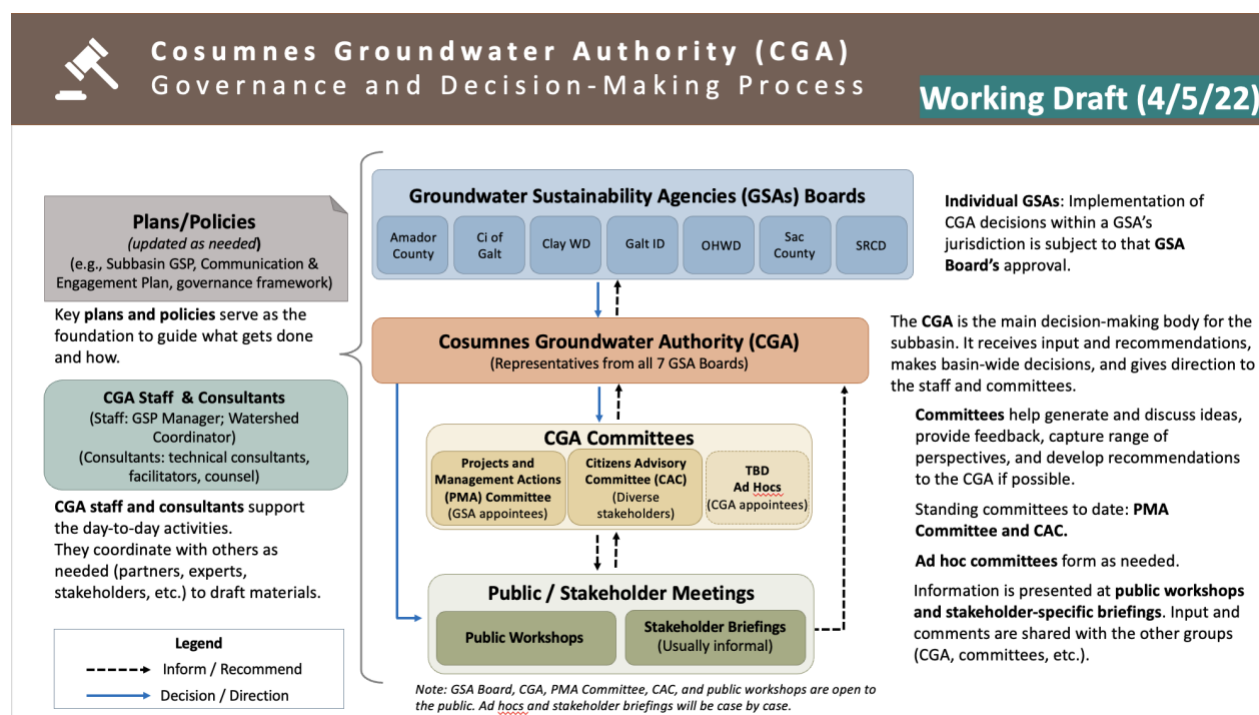 Cosumnes Groundwater Authority (CGA)
Governance and Decision-Making Process
Working Draft (4/5/22)
Plans/Policies
(updated as needed)
(e.g., Subbasin GSP, Communication &
Engagement Plan, governance framework)
Key plans and policies serve as the
foundation to guide what gets done
and how.
CGA Staff & Consultants
(Staff: GSP Manager; Watershed
Coordinator)
(Consultants: technical consultants,
facilitators, counsel)
CGA staff and consultants support
the day-to-day activities.
They coordinate with others as
needed (partners, experts,
stakeholders, etc.) to draft materials.
Legend
Inform / Recommend
Decision / Direction
Groundwater Sustainability Agencies (GSAs) Boards
Amador
County
Ci of
Galt
Clay WD
Galt ID
OHWD
Sac
County
SRCD
Cosumnes Groundwater Authority (CGA)
(Representatives from all 7 GSA Boards)
CGA Committees
Projects and
Management Actions
(PMA) Committee
(GSA appointees)
Citizens Advisory
Committee (CAC)
(Diverse
stakeholders)
TBD
Ad Hocs
(CGA appointees)
Public / Stakeholder Meetings
Public Workshops
Stakeholder Briefings
(Usually informal)
Note: GSA Board, CGA, PMA Committee, CAC, and public workshops are open to
the public. Ad hocs and stakeholder briefings will be case by case.
Individual GSAs: Implementation of
CGA decisions within a GSA's
jurisdiction is subject to that GSA
Board's approval.
The CGA is the main decision-making body for the
subbasin. It receives input and recommendations,
makes basin-wide decisions, and gives direction to
the staff and committees.
Committees help generate and discuss ideas,
provide feedback, capture range of
perspectives, and develop recommendations
to the CGA if possible.
Standing committees to date: PMA
Committee and CAC.
Ad hoc committees form as needed.
Information is presented at public workshops
and stakeholder-specific briefings. Input and
comments are shared with the other groups
(CGA, committees, etc.).